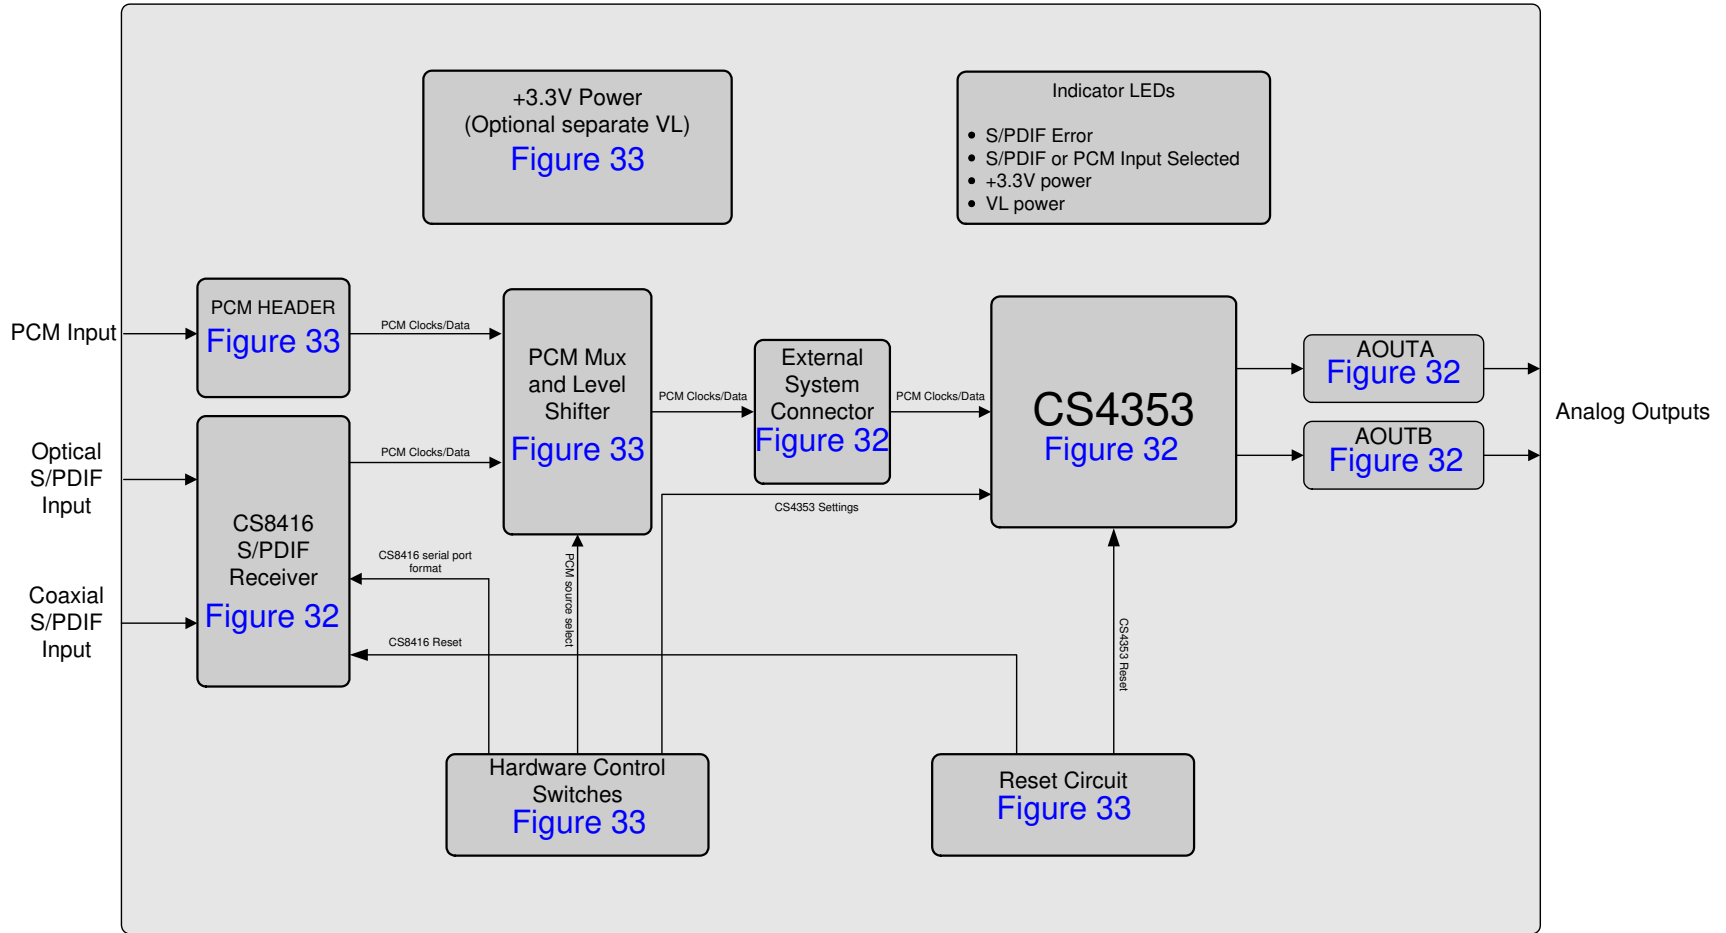 +3.3V Power
(Optional separate VL)
Figure 33
Indicator LEDs
• S/PDIF Error
• S/PDIF or PCM Input Selected
• +3.3V power
• VL power
PCM Input
PCM HEADER
Figure 33
PCM Clocks/Data
Optical
S/PDIF
Input
Coaxial
S/PDIF
Input
CS8416
S/PDIF
Receiver
Figure 32
PCM Clocks/Data
PCM Mux
and Level
Shifter
Figure 33
PCM Clocks/Data
External
System
Connector
Figure 32
PCM Clocks/Data
CS4353
Figure 32
AOUTA
Figure 32
AOUTB
Figure 32
Analog Outputs
CS8416 serial port
format
PCM source select
CS4353 Settings
CS8416 Reset
CS4353 Reset
Hardware Control
Switches
Figure 33
Reset Circuit
Figure 33